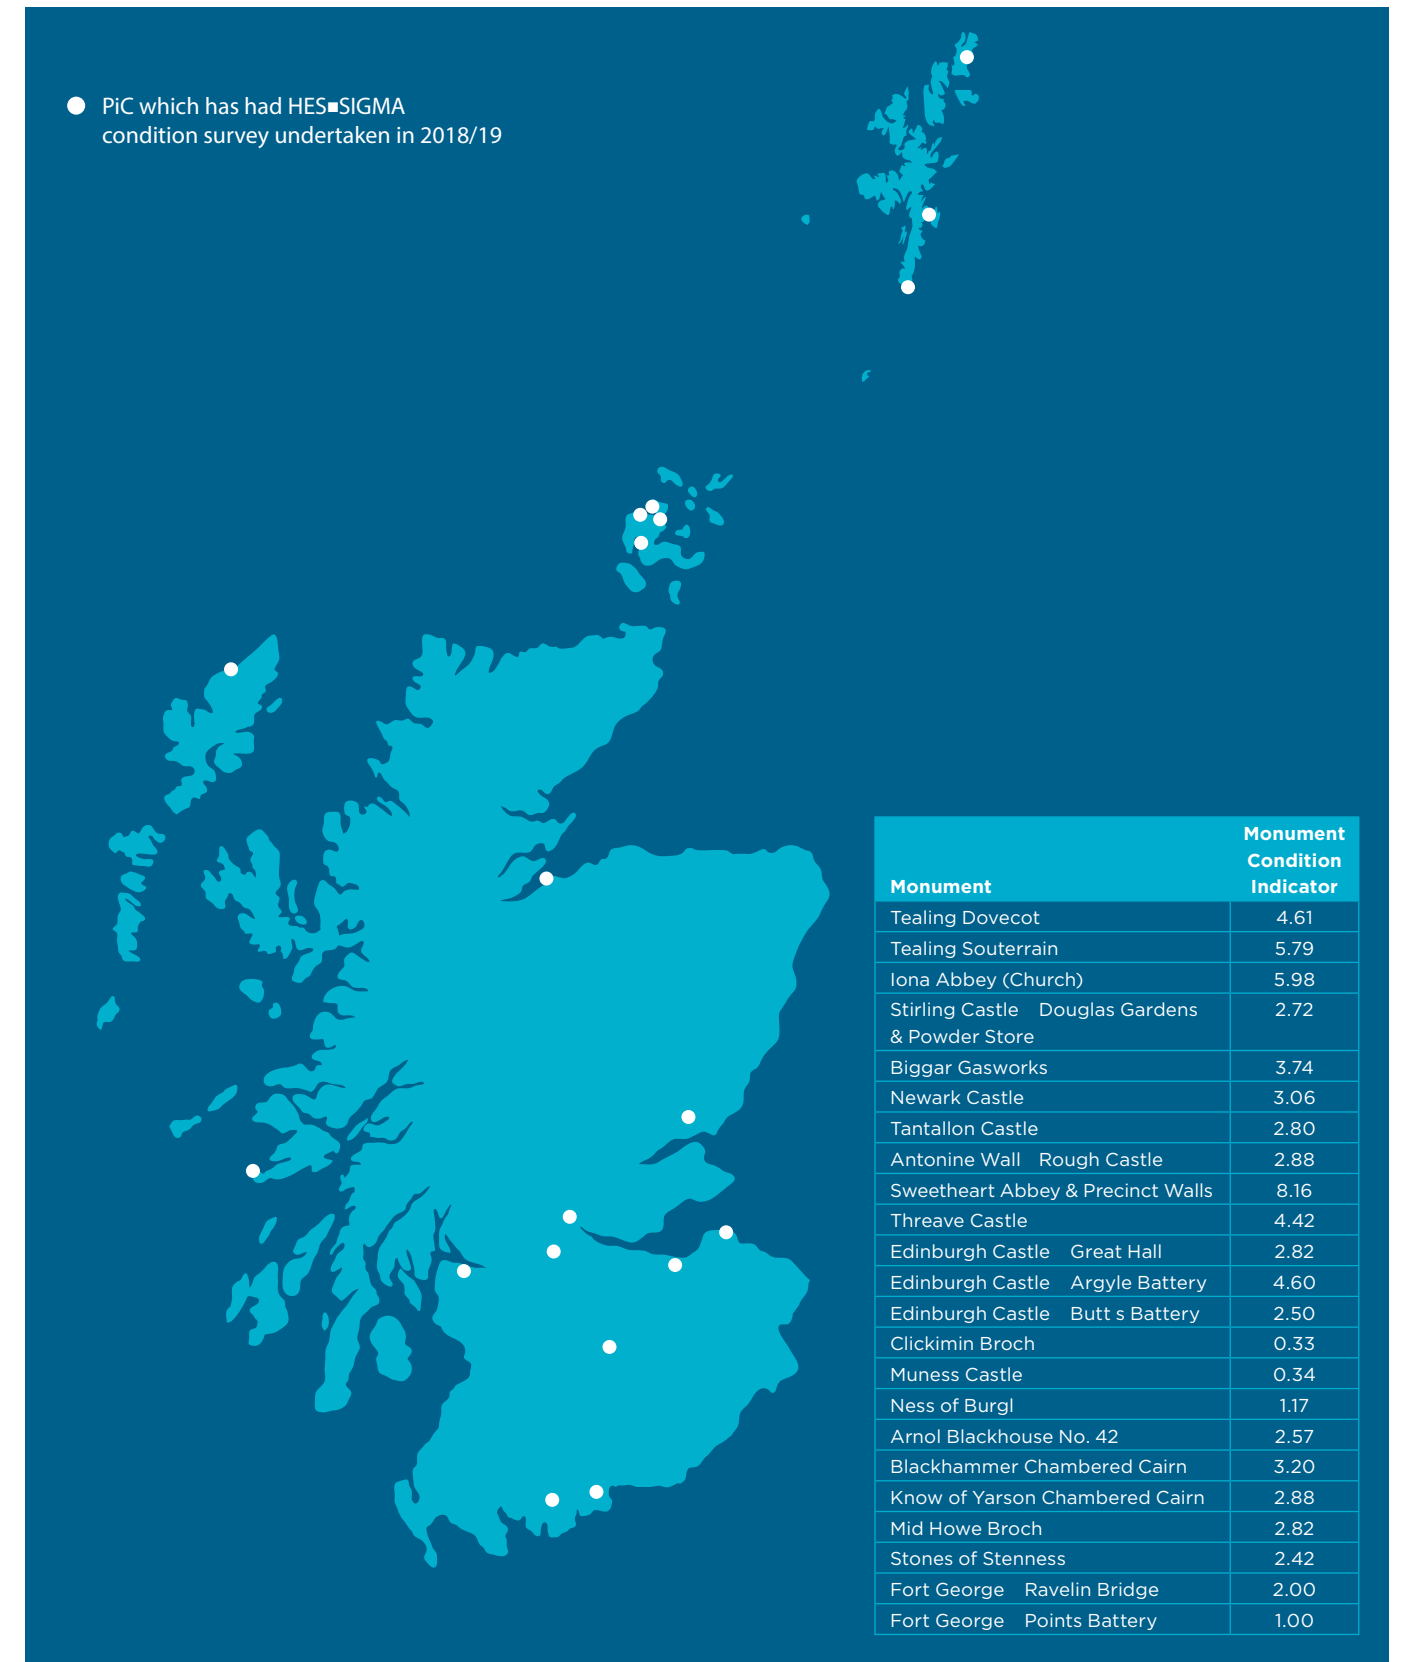 PiC which has had HES■SIGMA
condition survey undertaken in 2018/19
Monument
Monument Condition Indicator
Tealing Dovecot 4.61
Tealing Souterrain 5.79
Iona Abbey (Church) 5.98
Stirling Castle Douglas Gardens 2.72
& Powder Store
Biggar Gasworks 3.74
Newark Castle 3.06
Tantallon Castle 2.80
Antonine Wall Rough Castle 2.88
Sweetheart Abbey & Precinct Walls 8.16
Threave Castle 4.42
Edinburgh Castle Great Hall 2.82
Edinburgh Castle Argyle Battery 4.60
Edinburgh Castle Butt s Battery 2.50
Clickimin Broch 0.33
Muness Castle 0.34
Ness of Burgl 1.17
Arnol Blackhouse No. 42 2.57
Blackhammer Chambered Cairn 3.20
Know of Yarson Chambered Cairn 2.88
Mid Howe Broch 2.82
Stones of Stenness 2.42
Fort George Ravelin Bridge 2.00
Fort George Points Battery 1.00